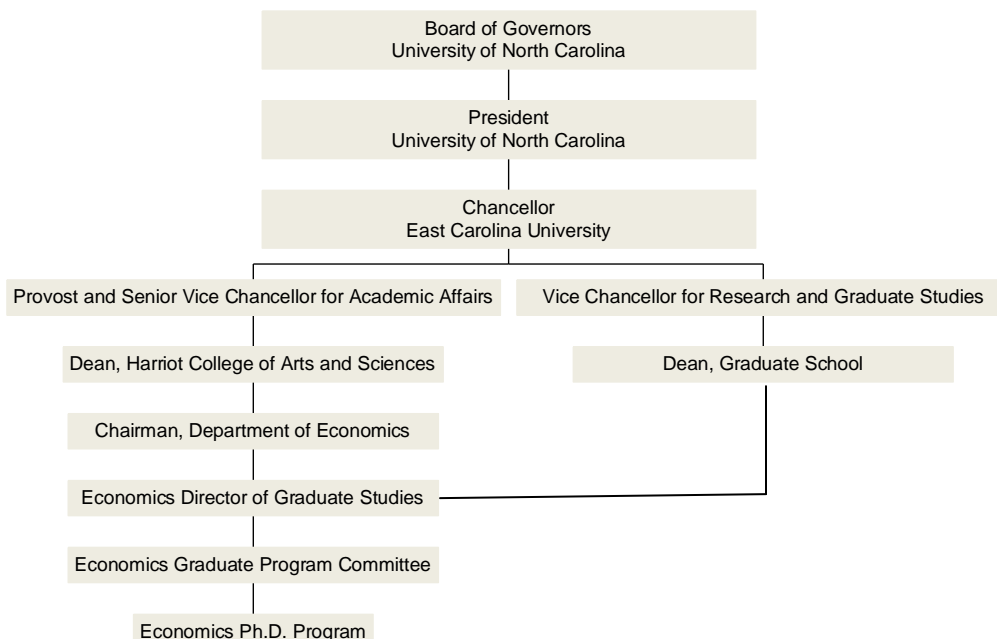 Board of Governors
University of North Carolina
President
University of North Carolina
Chancellor
East Carolina University
Provost and Senior Vice Chancellor for Academic Affairs
Vice Chancellor for Research and Graduate Studies
Dean, Harriot College of Arts and Sciences
Dean, Graduate School
Chairman, Department of Economics
Economics Director of Graduate Studies
Economics Graduate Program Committee
Economics Ph.D. Program